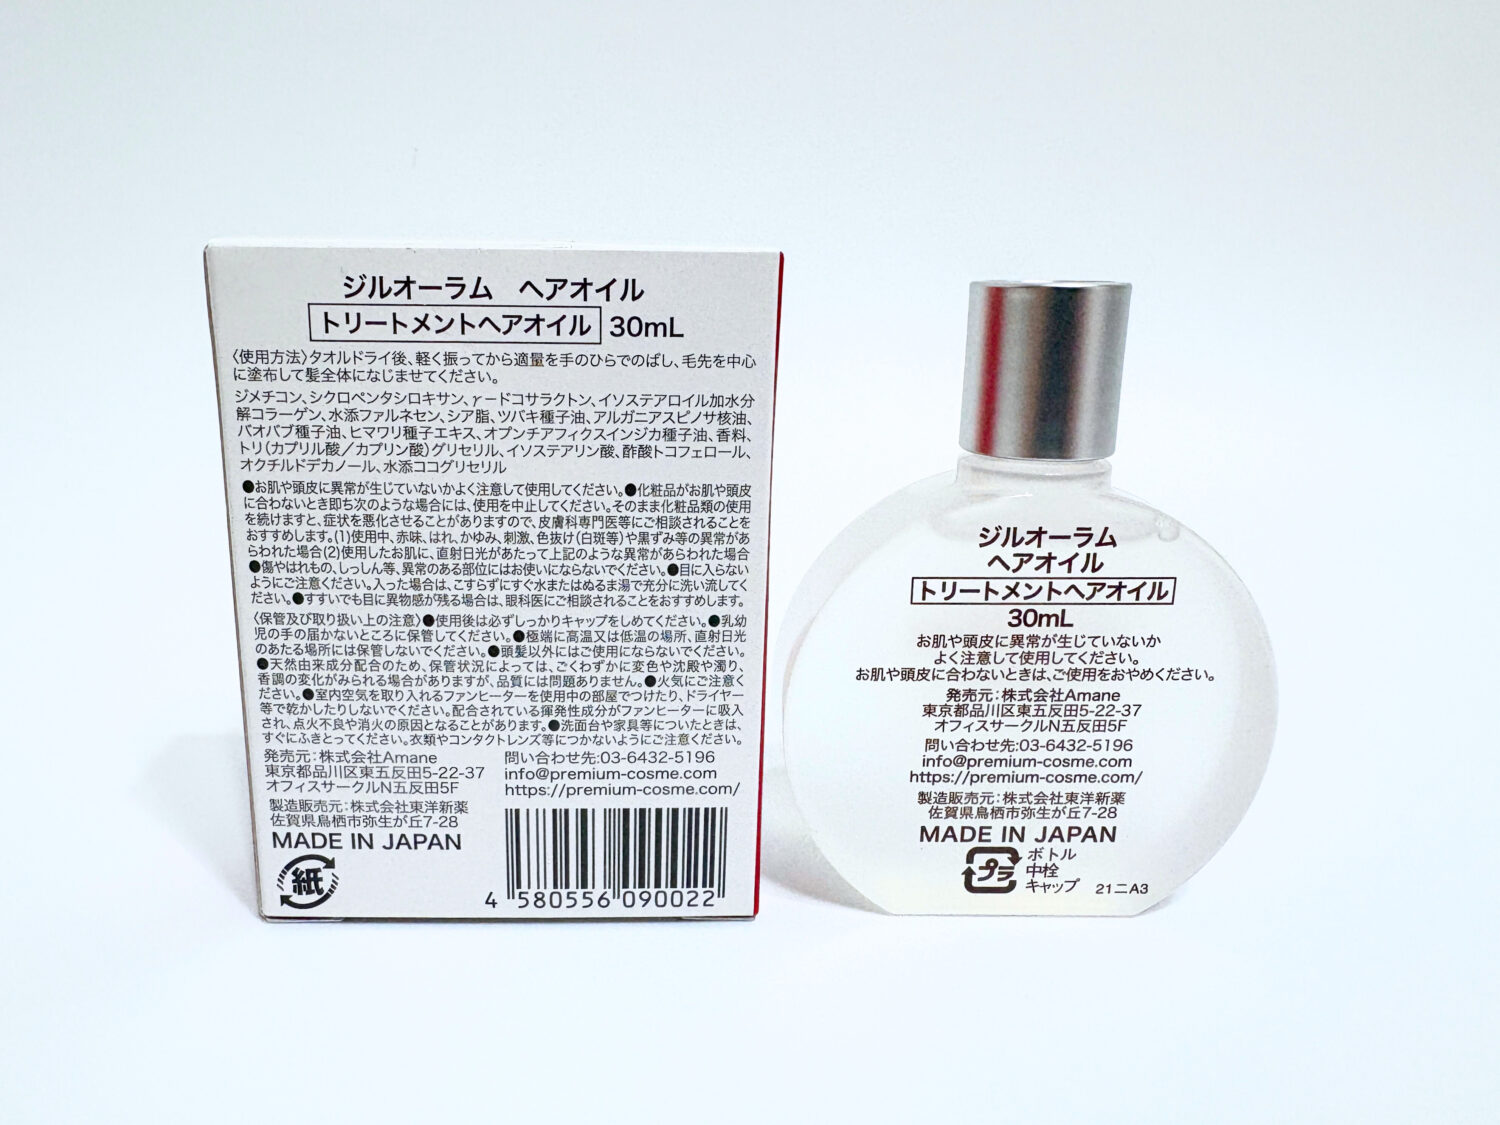 ジルオーラム　ヘアオイル
トリートメントヘアオイル 30mL
〈使用方法〉タオルドライ後、軽く振ってから適量を手のひらでのばし、毛先を中心
に塗布して髪全体になじませてください。
ジメチコン、シクロペンタシロキサン、γ－ドコサラクトン、イソステアロイル加水分
解コラーゲン、水添ファルネセン、シア脂、ツバキ種子油、アルガニアスピノサ核油、
バオバブ種子油、ヒマワリ種子エキス、オプンチアフィクスインジカ種子油、香料、
トリ(カプリル酸／カプリン酸)グリセリル、イソステアリン酸、酢酸トコフェロール、
オクチルドデカノール、水添ココグリセリル
●お肌や頭皮に異常が生じていないかよく注意して使用してください。●化粧品がお肌や頭皮
に合わないとき即ち次のような場合には、使用を中止してください。そのまま化粧品類の使用
を続けますと、症状を悪化させることがありますので、皮膚科専門医等にご相談されることを
おすすめします。(1)使用中、赤味、はれ、かゆみ、刺激、色抜け(白斑等)や黒ずみ等の異常があ
らわれた場合(2)使用したお肌に、直射日光があたって上記のような異常があらわれた場合
●傷やはれもの、しっしん等、異常のある部位にはお使いにならないでください。●目に入らない
ようにご注意ください。入った場合は、こすらずにすぐ水またはぬるま湯で充分に洗い流してく
ださい。●すすいでも目に異物感が残る場合は、眼科医にご相談されることをおすすめします。
〈保管及び取り扱い上の注意〉●使用後は必ずしっかりキャップをしめてください。●乳幼
児の手の届かないところに保管してください。●極端に高温又は低温の場所、直射日光
のあたる場所には保管しないでください。●頭髪以外にはご使用にならないでください。
●天然由来成分配合のため、保管状況によっては、ごくわずかに変色や沈殿や濁り、
香調の変化がみられる場合がありますが、品質には問題ありません。●火気にご注意く
ださい。●室内空気を取り入れるファンヒーターを使用中の部屋でつけたり、ドライヤー
等で乾かしたりしないでください。配合されている揮発性成分がファンヒーターに吸入
され、点火不良や消火の原因となることがあります。●洗面台や家具等についたときは、
すぐにふきとってください。衣類やコンタクトレンズ等につかないようにご注意ください。
発売元：株式会社Amane
東京都品川区東五反田5-22-37
オフィスサークルN五反田5F
問い合わせ先:03-6432-5196
info@premium-cosme.com
https://premium-cosme.com/
製造販売元：株式会社東洋新薬
佐賀県鳥栖市弥生が丘7-28
MADE IN JAPAN
紙
4 580556 090022
ジルオーラム
ヘアオイル
トリートメントヘアオイル
30mL
お肌や頭皮に異常が生じていないか
よく注意して使用してください。
お肌や頭皮に合わないときは、ご使用をおやめください。
発売元：株式会社Amane
東京都品川区東五反田5-22-37
オフィスサークルN五反田5F
問い合わせ先:03-6432-5196
info@premium-cosme.com
https://premium-cosme.com/
製造販売元：株式会社東洋新薬
佐賀県鳥栖市弥生が丘7-28
MADE IN JAPAN
プラ
ボトル
中栓
キャップ
21ニA3